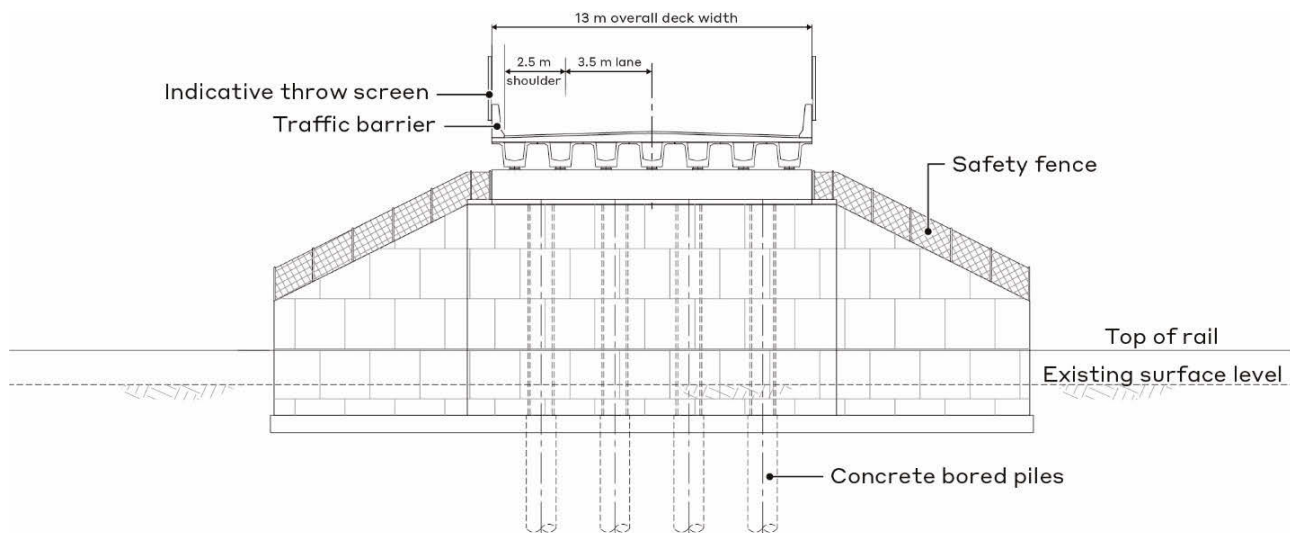 13 m overall deck width
2.5 m
shoulder
3.5 m lane
Indicative throw screen
Traffic barrier
Safety fence
Top of rail
Existing surface level
Concrete bored piles